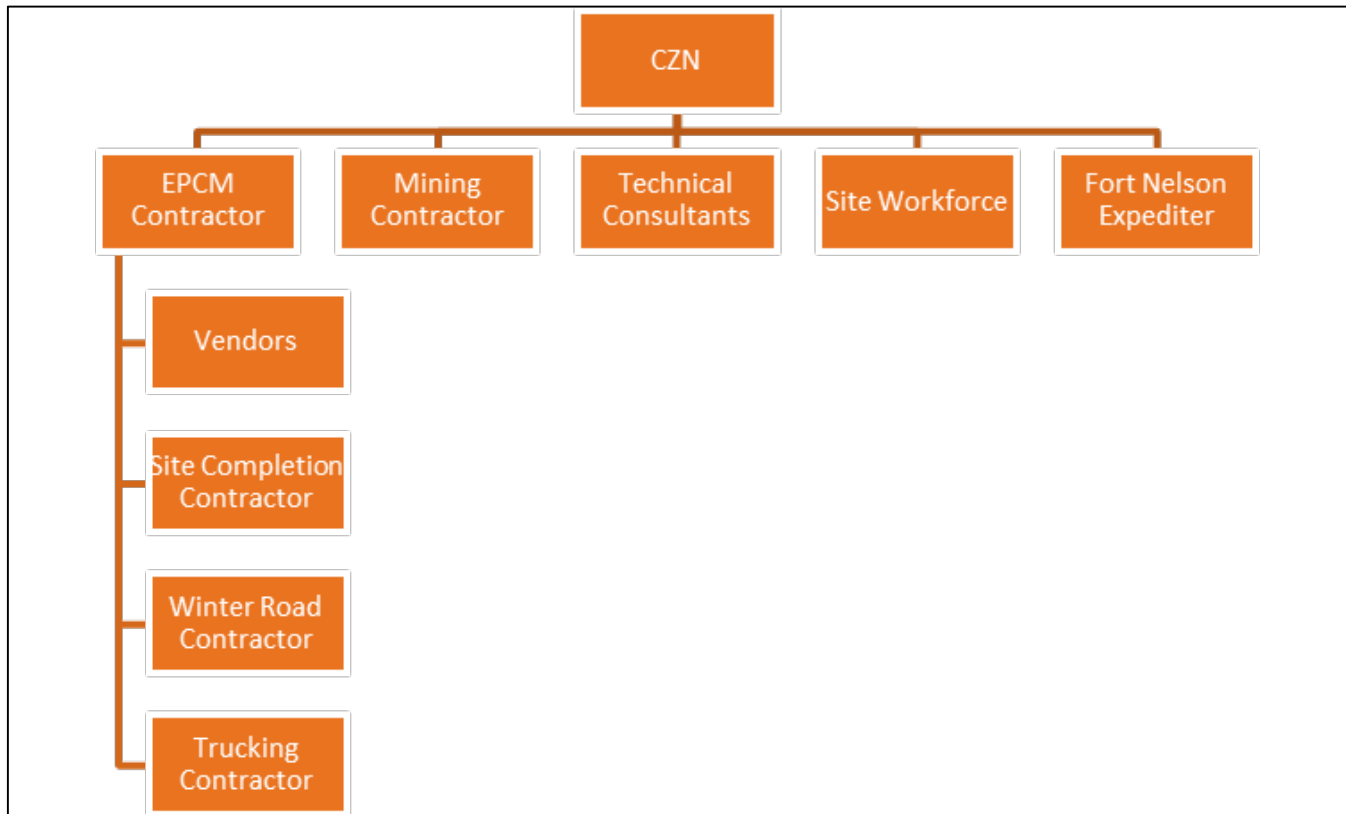 CZN
EPCM
Contractor
Mining
Contractor
Technical
Consultants
Site Workforce
Fort Nelson
Expediter
Vendors
Site Completion
Contractor
Winter Road
Contractor
Trucking
Contractor